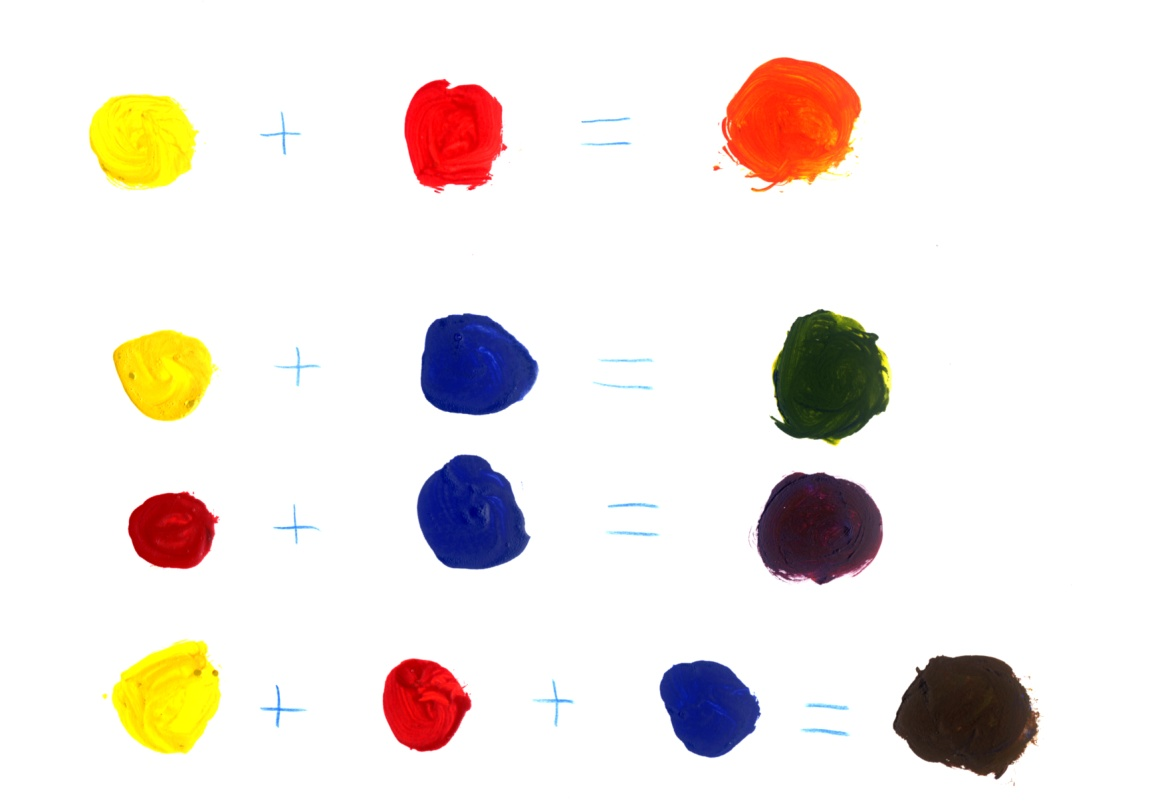 + =
+ =
+ =
+ + =